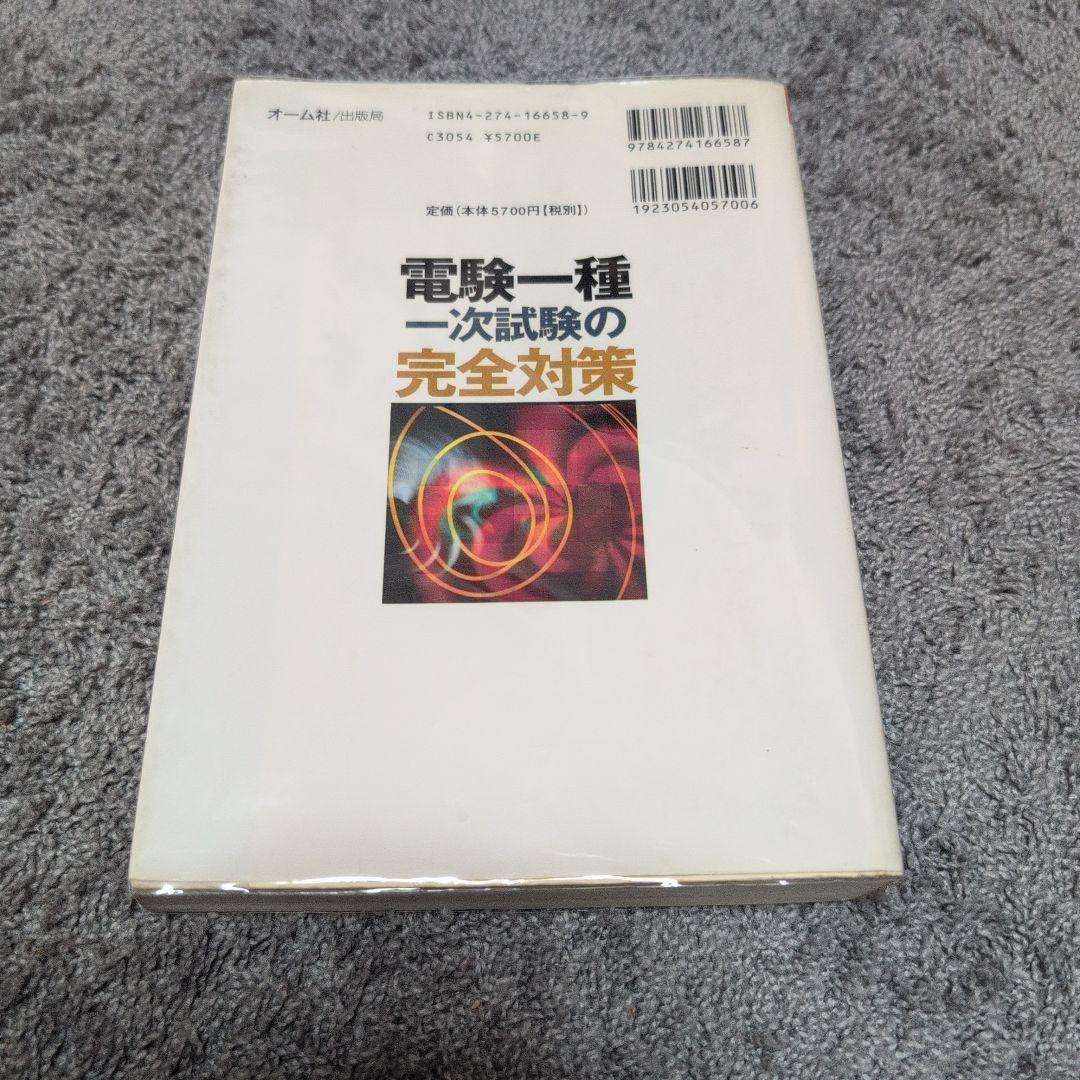 オーム社/出版局
ISBN4-274-16658-9
C3054 ¥5700E
9784274166587
1923054057006
定価(本体5700円【税別】)
電験一種
一次試験の
完全対策